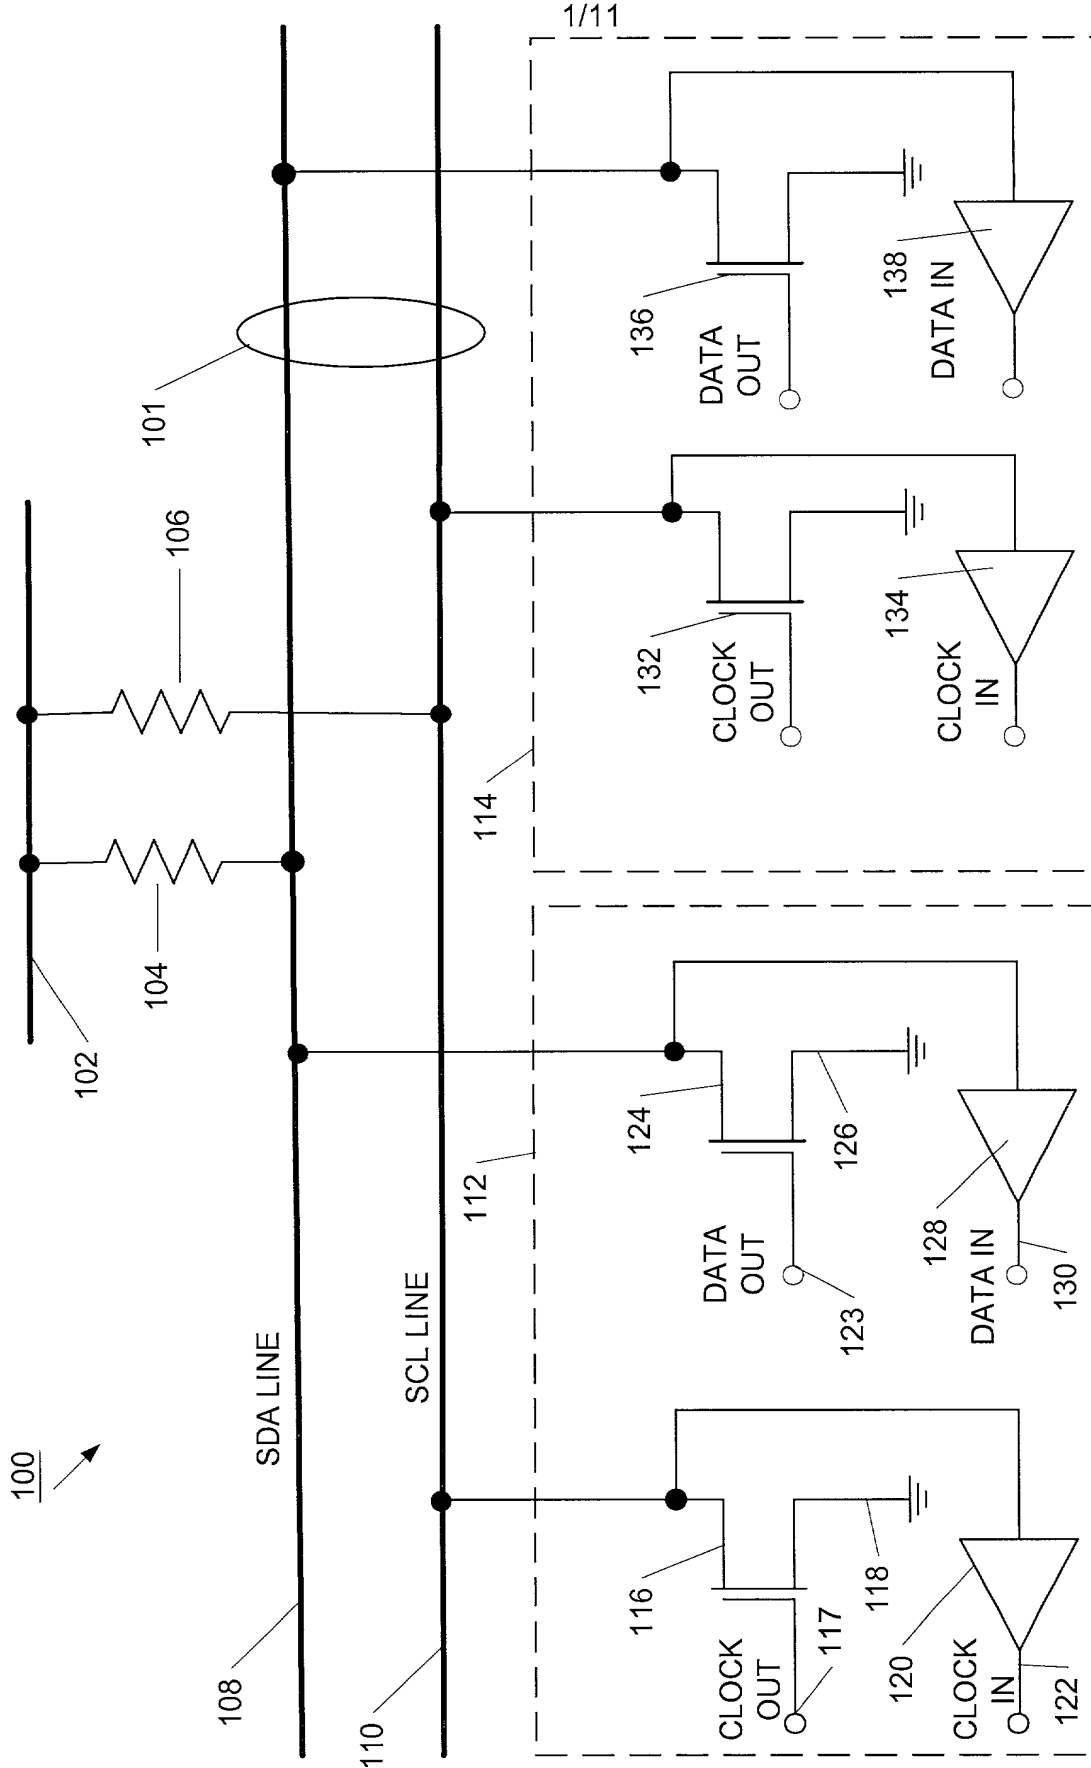 1/11
100
102
104
106
101
SDA LINE
SCL LINE
108
110
112
114
116
CLOCK
OUT
117
118
120
CLOCK
IN
122
DATA
OUT
123
124
126
128
DATA IN
130
132
CLOCK
OUT
134
CLOCK
IN
136
DATA
OUT
138
DATA IN